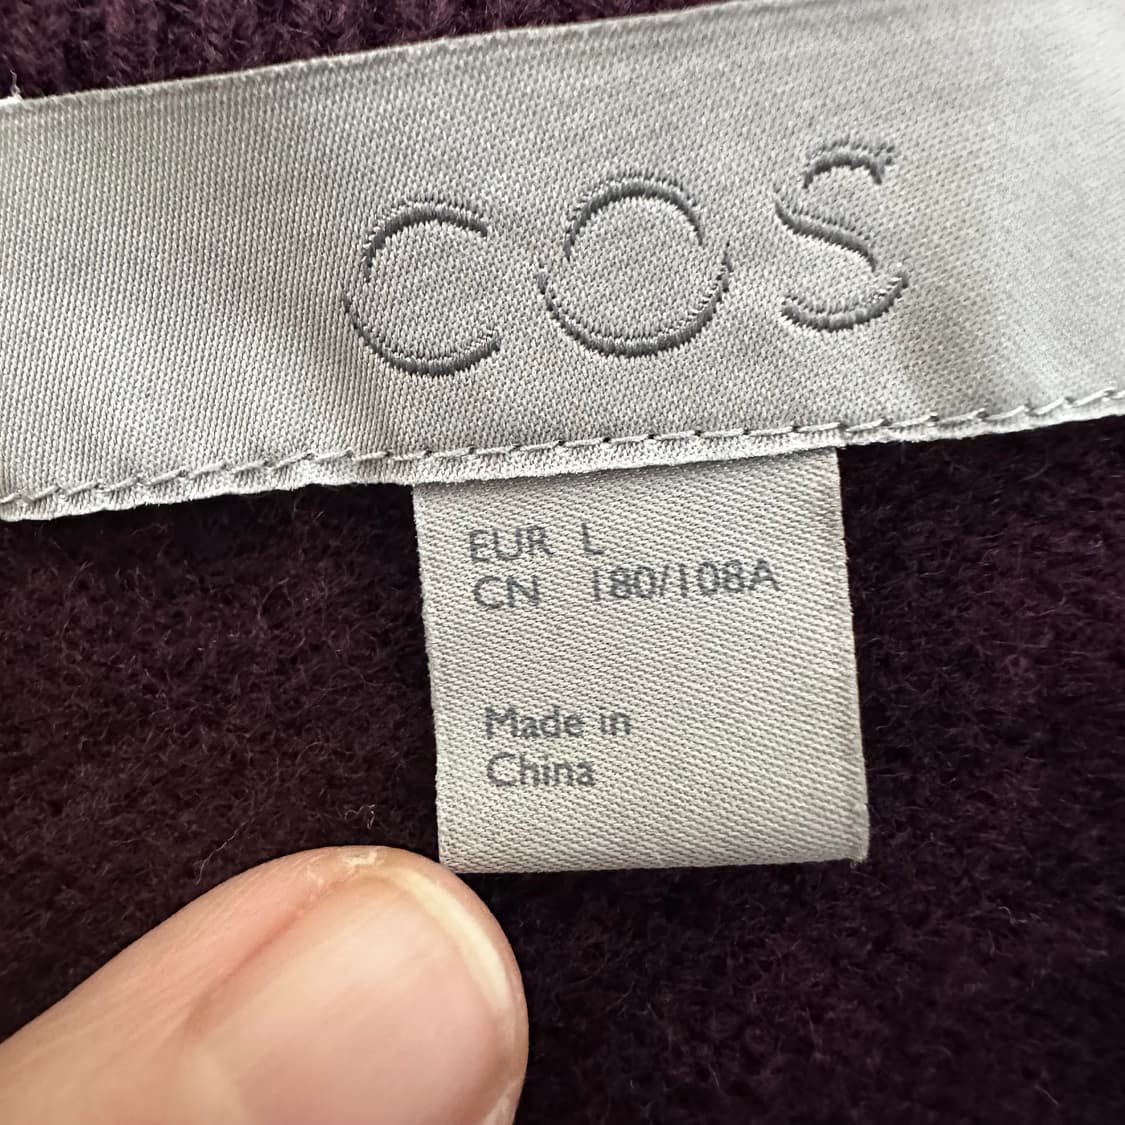 COS
EUR L
CN 180/108A
Made in
China